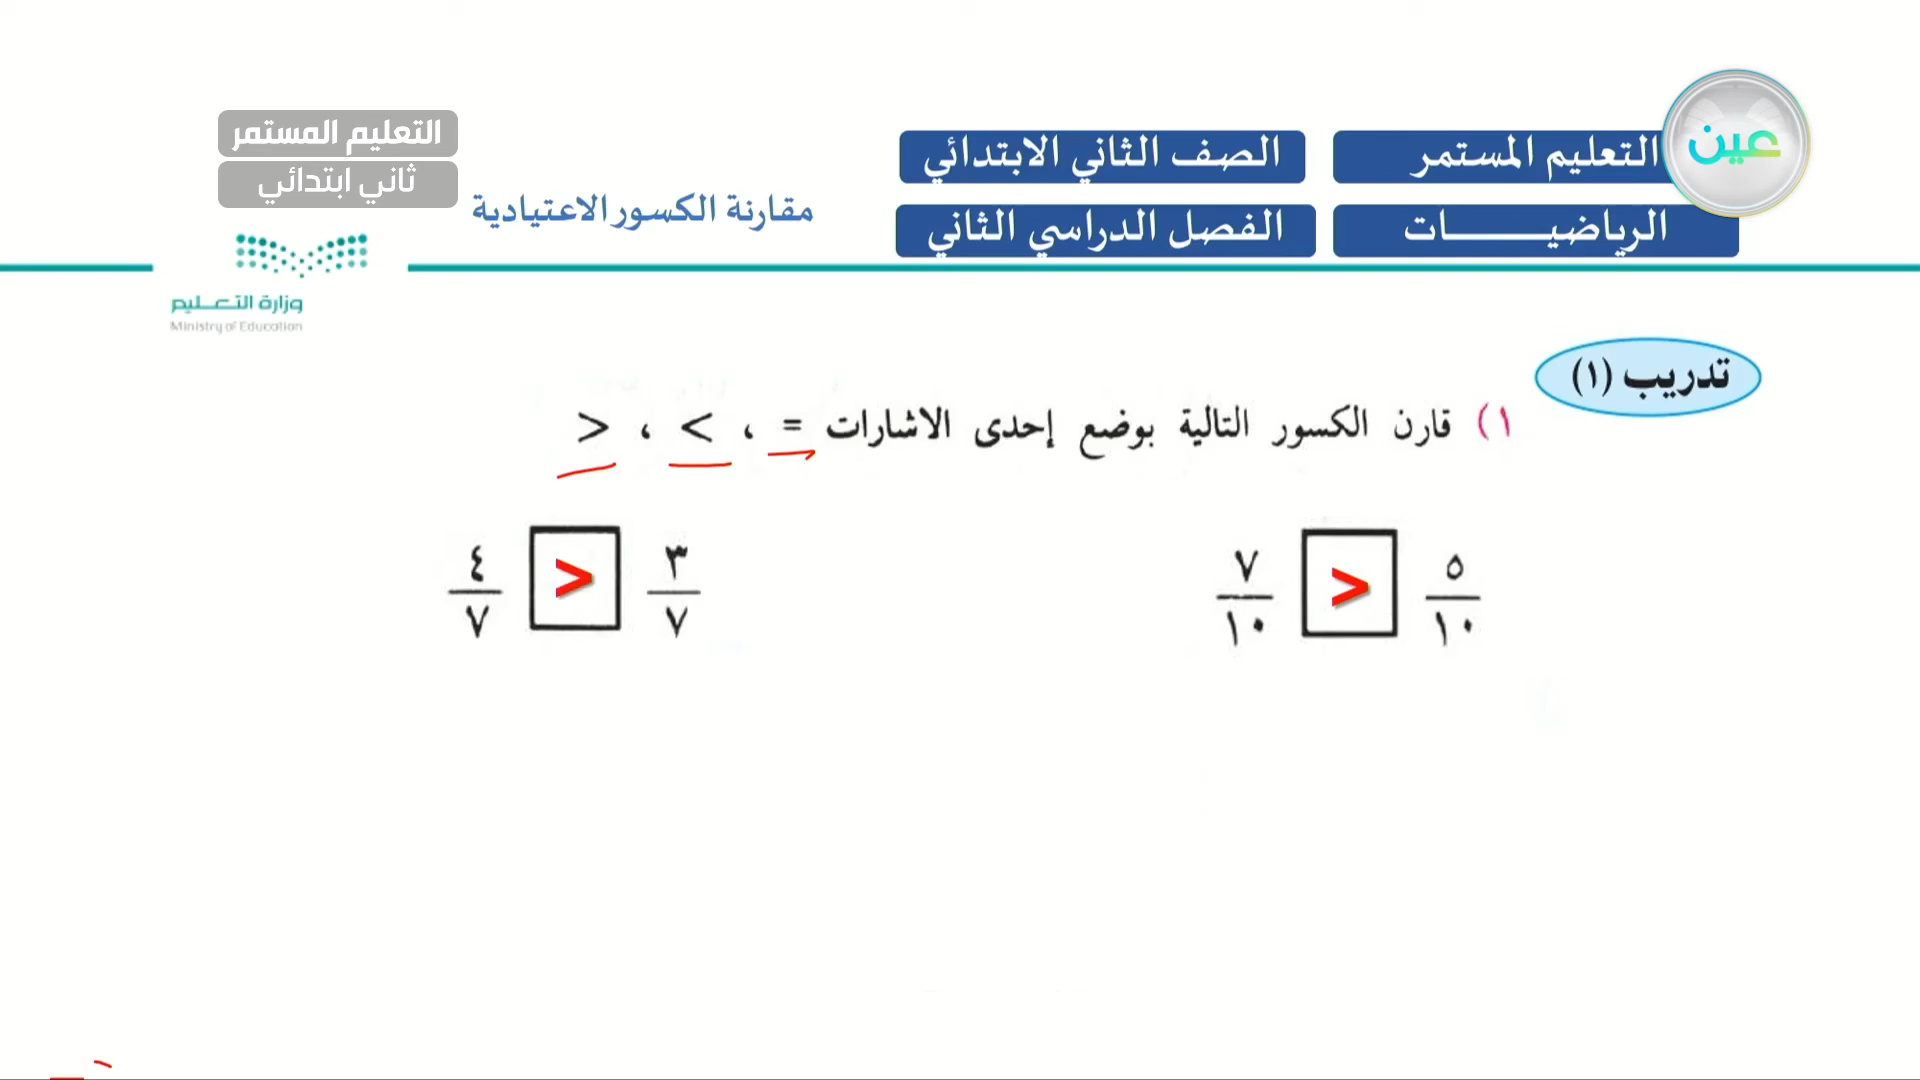 التعليم المستمر
الصف الثاني الابتدائي
الرياضيـــــــات
الفصل الدراسي الثاني
عين
مقارنة الكسور الاعتيادية
التعليم المستمر
ثاني ابتدائي
وزارة التعـــليم
Ministry of Education
تدريب (١)
١) قارن الكسور التالية بوضع إحدى الاشارات = ، < ، >
٥/١٠ > ٧/١٠
٣/٧ > ٤/٧